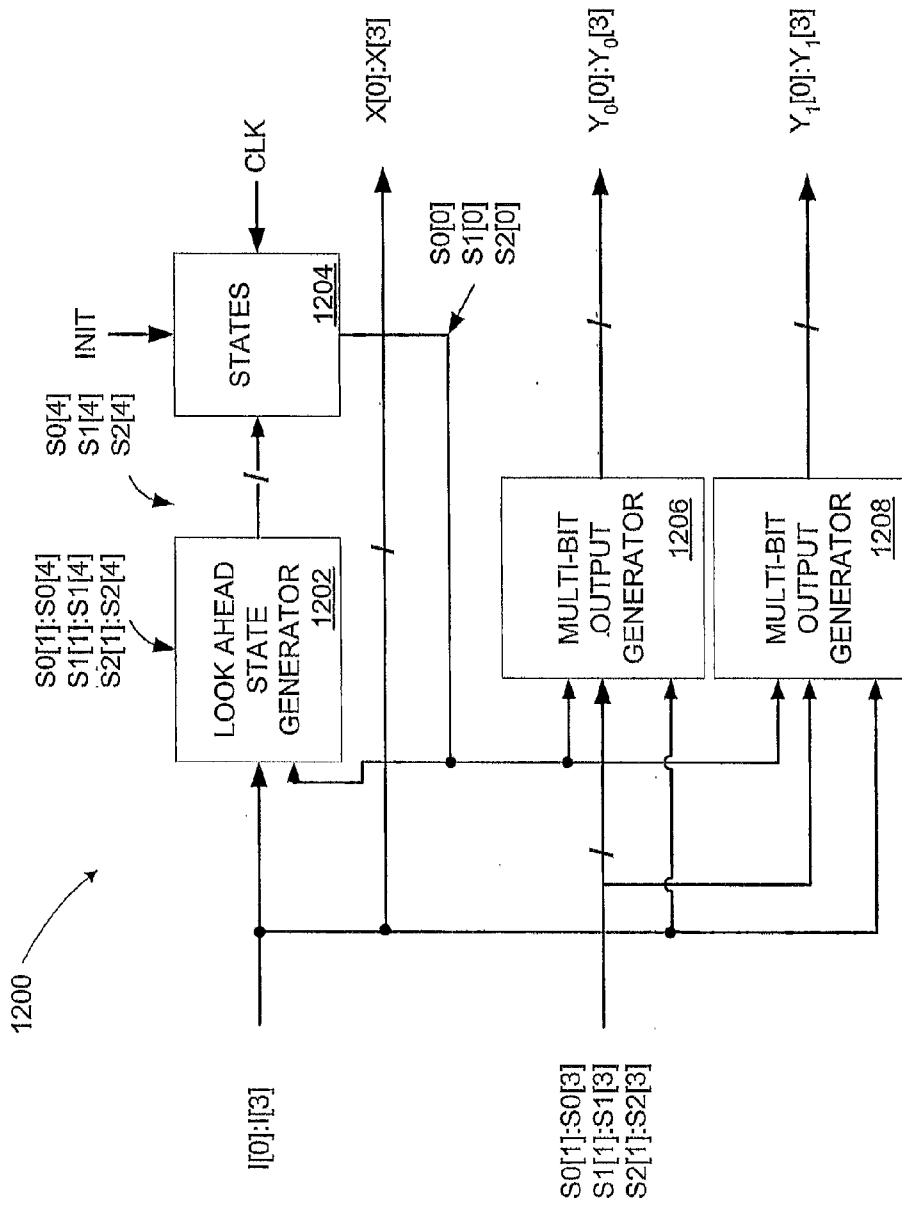 1200
I[0]:I[3]
S0[1]:S0[3]
S1[1]:S1[3]
S2[1]:S2[3]
S0[1]:S0[4]
S1[1]:S1[4]
S2[1]:S2[4]
LOOK AHEAD
STATE
GENERATOR
1202
S0[4]
S1[4]
S2[4]
INIT
STATES
1204
CLK
X[0]:X[3]
S0[0]
S1[0]
S2[0]
MULTI-BIT
OUTPUT
GENERATOR
1206
Y0[0]:Y0[3]
MULTI-BIT
OUTPUT
GENERATOR
1208
Y1[0]:Y1[3]